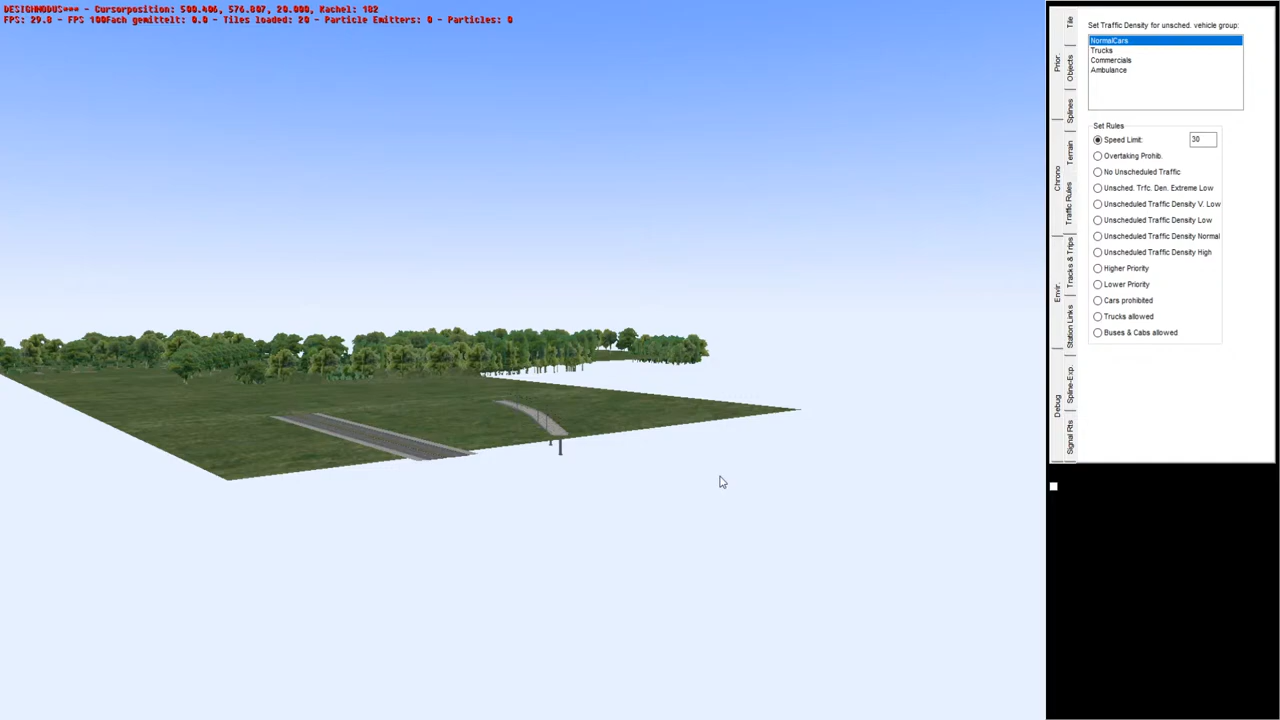 DESIGNMODUS=== - Cursorposition: 500.406, 576.807, 20.000, Kachel: 182
FPS: 29.8 - FPS 100Fach gemittelt: 0.0 - Tiles loaded: 20 - Particle Emitters: 0 - Particles: 0
Prior.
Chrono
Envir.
Debug
Tile
Objects
Splines
Terrain
Traffic Rules
Tracks & Trips
Station Links
Spline-Exp.
Signal Rts
Set Traffic Density for unsched. vehicle group:
NormalCars
Trucks
Commercials
Ambulance
Set Rules
Speed Limit: 30
Overtaking Prohib.
No Unscheduled Traffic
Unsched. Trfc. Den. Extreme Low
Unscheduled Traffic Density V. Low
Unscheduled Traffic Density Low
Unscheduled Traffic Density Normal
Unscheduled Traffic Density High
Higher Priority
Lower Priority
Cars prohibited
Trucks allowed
Buses & Cabs allowed